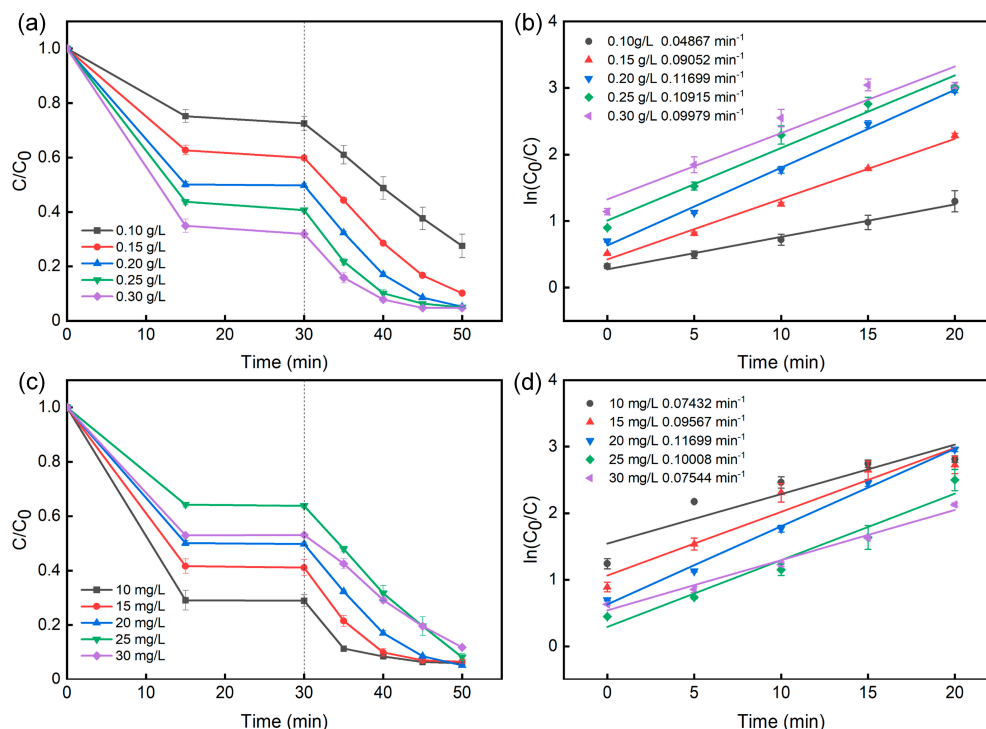 (a)
C/C0
1.0
0.8
0.6
0.4
0.2
0
0.10 g/L
0.15 g/L
0.20 g/L
0.25 g/L
0.30 g/L
0 10 20 30 40 50
Time (min)
(b)
ln(C0/C)
4
3
2
1
0
0.10g/L 0.04867 min-1
0.15 g/L 0.09052 min-1
0.20 g/L 0.11699 min-1
0.25 g/L 0.10915 min-1
0.30 g/L 0.09979 min-1
0 5 10 15 20
Time (min)
(c)
C/C0
1.0
0.8
0.6
0.4
0.2
0
10 mg/L
15 mg/L
20 mg/L
25 mg/L
30 mg/L
0 10 20 30 40 50
Time (min)
(d)
ln(C0/C)
4
3
2
1
0
10 mg/L 0.07432 min-1
15 mg/L 0.09567 min-1
20 mg/L 0.11699 min-1
25 mg/L 0.10008 min-1
30 mg/L 0.07544 min-1
0 5 10 15 20
Time (min)